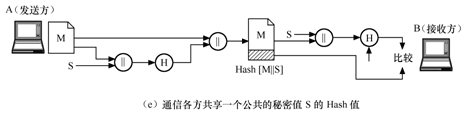 A（发送方）
M
S
||
H
||
M
Hash [M||S]
S
||
H
比较
B（接收方）
（e）通信各方共享一个公共的秘密值 S 的 Hash 值